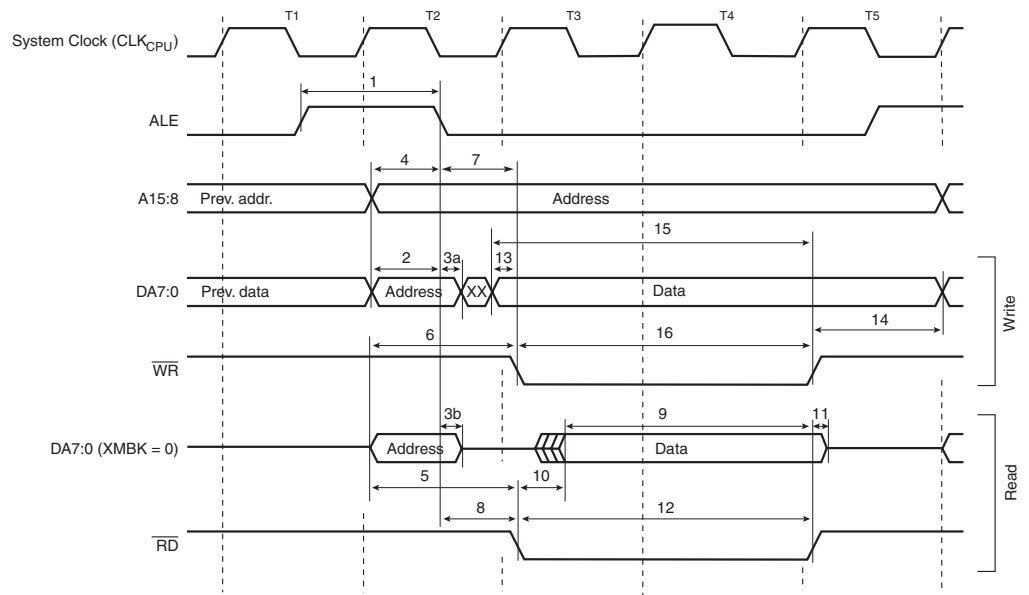 T1 T2 T3 T4 T5
System Clock (CLKCPU)
1
ALE
4 7
A15:8 Prev. addr. Address
15
2 3a 13
DA7:0 Prev. data Address XX Data
14
6 16
WR
Write
3b 9 11
DA7:0 (XMBK = 0) Address Data
5 10
8 12
RD
Read